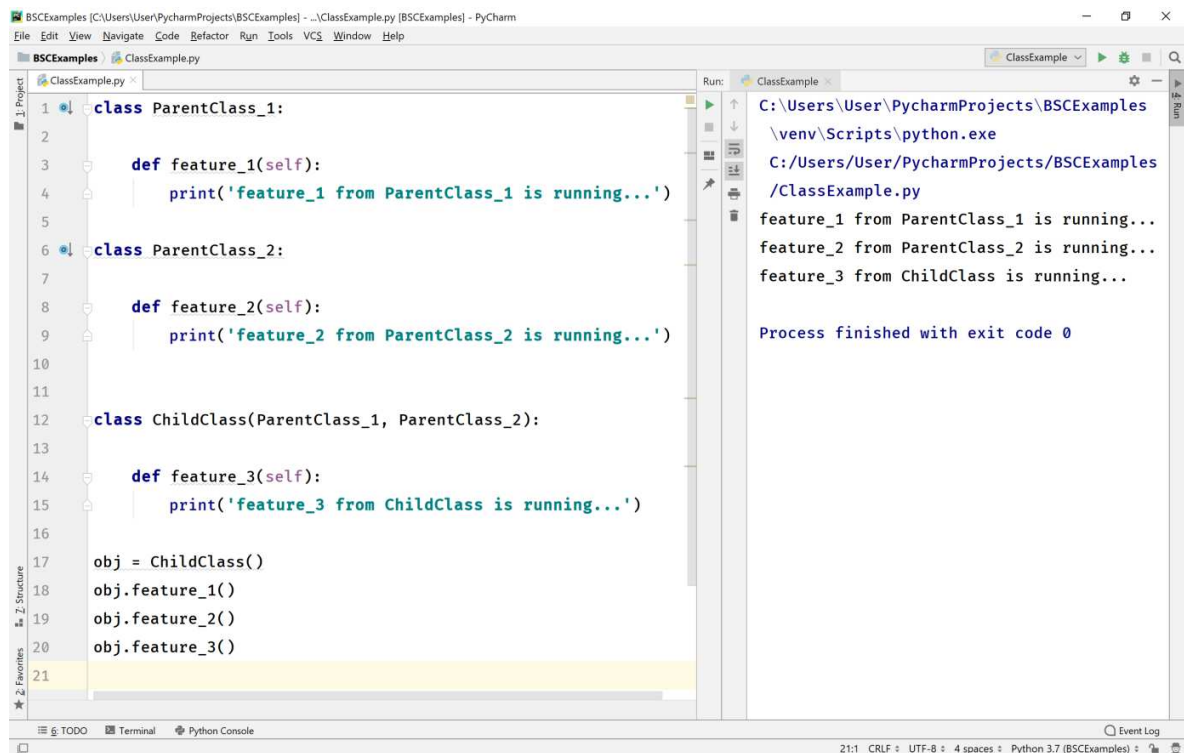 BSCExamples [C:\Users\User\PycharmProjects\BSCExamples] - ...\ClassExample.py [BSCExamples] - PyCharm
File Edit View Navigate Code Refactor Run Tools VCS Window Help
BSCExamples ClassExample.py
ClassExample
1: Project
ClassExample.py
1 class ParentClass_1:
2
3     def feature_1(self):
4         print('feature_1 from ParentClass_1 is running...')
5
6 class ParentClass_2:
7
8     def feature_2(self):
9         print('feature_2 from ParentClass_2 is running...')
10
11
12 class ChildClass(ParentClass_1, ParentClass_2):
13
14     def feature_3(self):
15         print('feature_3 from ChildClass is running...')
16
17 obj = ChildClass()
18 obj.feature_1()
19 obj.feature_2()
20 obj.feature_3()
21
Z: Structure
2: Favorites
Run: ClassExample
C:\Users\User\PycharmProjects\BSCExamples
\venv\Scripts\python.exe
C:/Users/User/PycharmProjects/BSCExamples
/ClassExample.py
feature_1 from ParentClass_1 is running...
feature_2 from ParentClass_2 is running...
feature_3 from ChildClass is running...
Process finished with exit code 0
4: Run
6: TODO Terminal Python Console
Event Log
21:1 CRLF UTF-8 4 spaces Python 3.7 (BSCExamples)